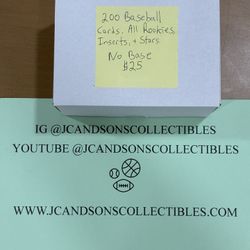 200 Baseball
Cards. All Rookies
Inserts, + Stars
No Base
$25
IG @JCANDSONSCOLLECTIBLES
YOUTUBE @JCANDSONSCOLLECTIBLES
WWW.JCANDSONSCOLLECTIBLES.COM